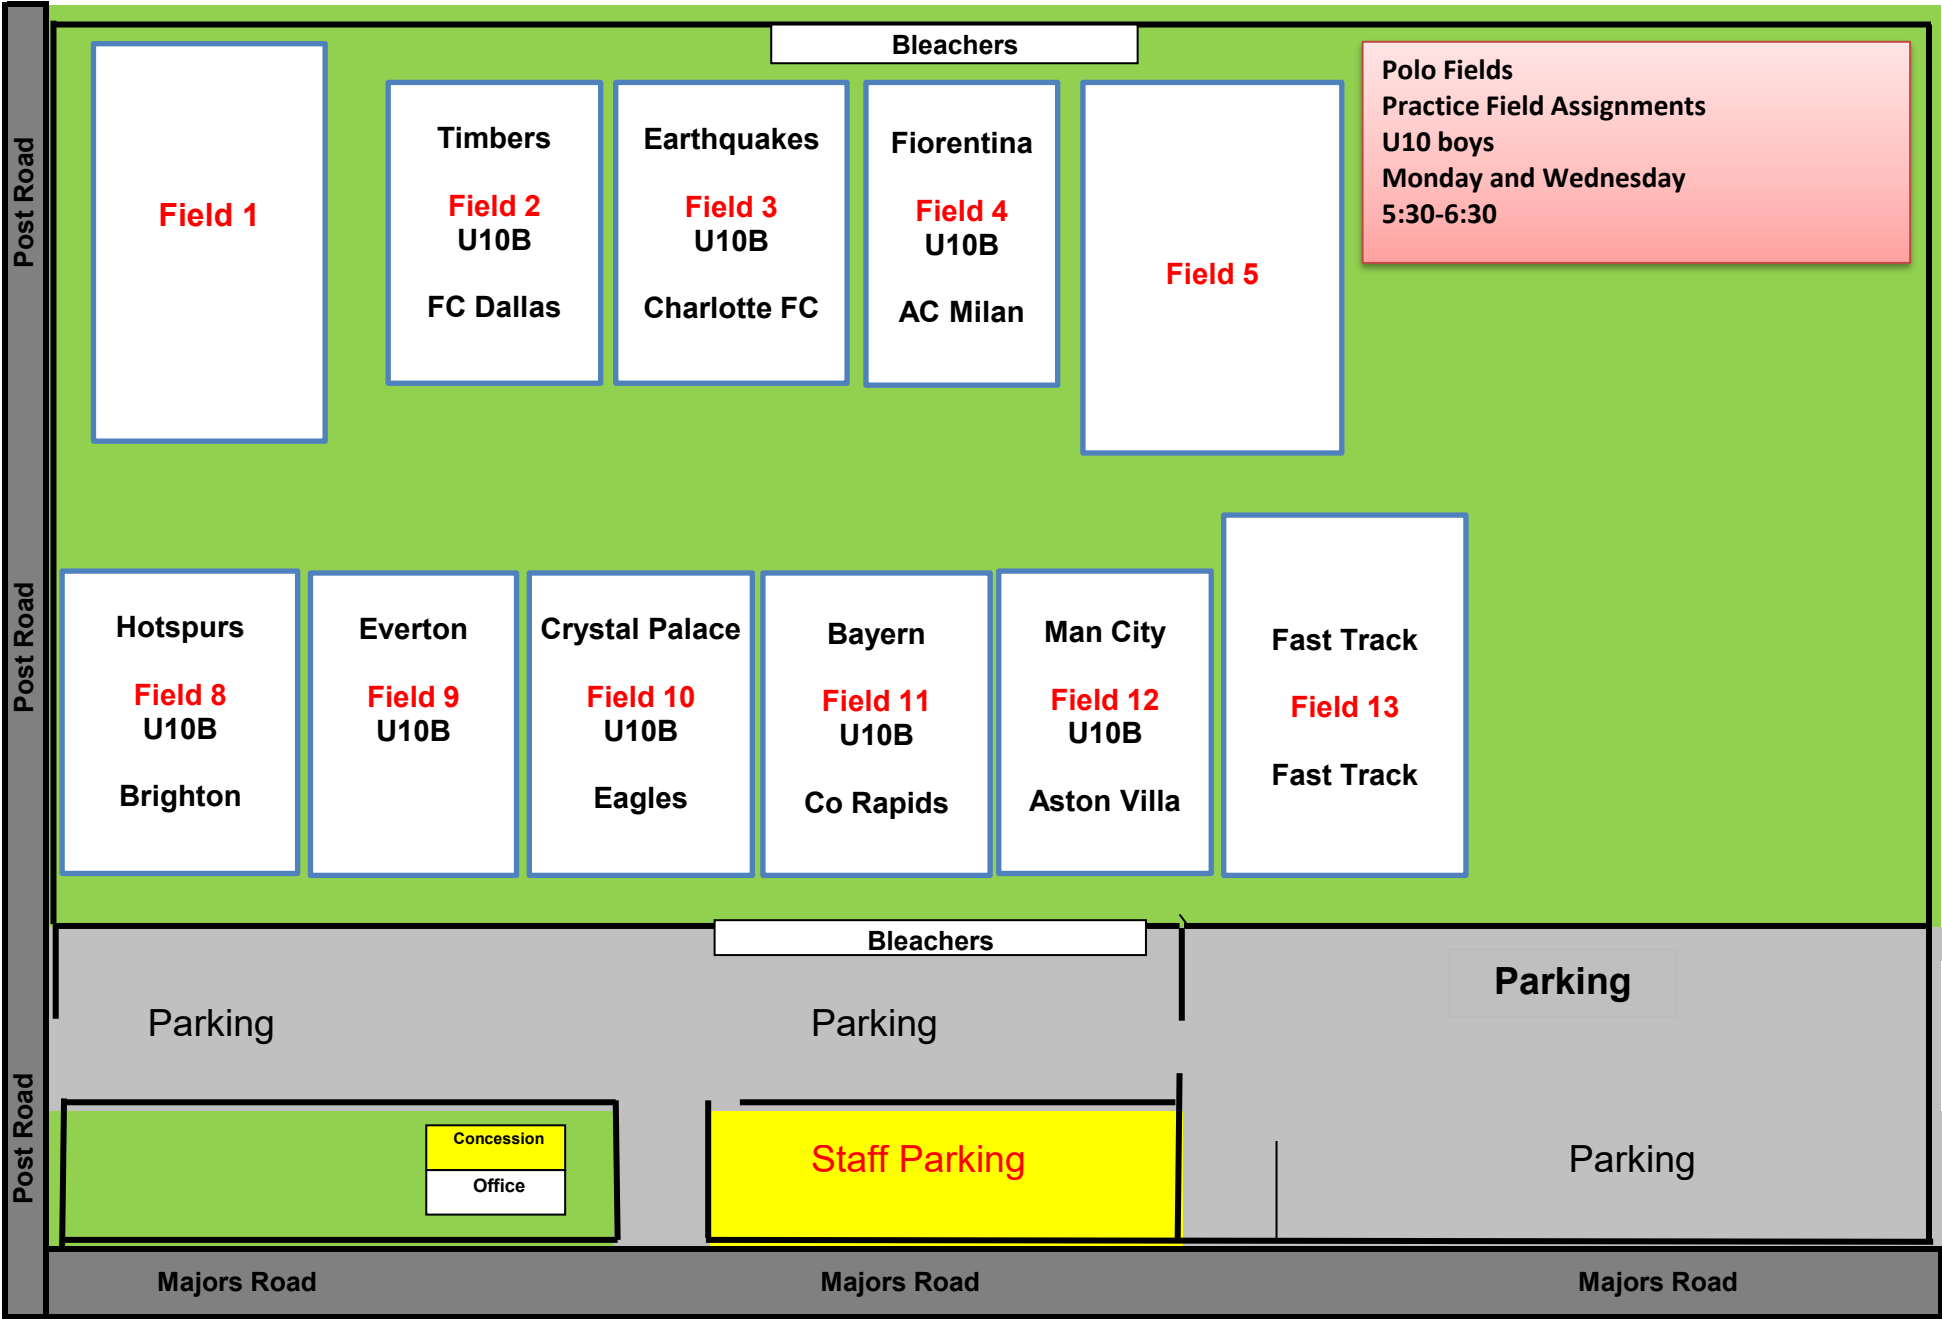 Bleachers
Polo Fields
Practice Field Assignments
U10 boys
Monday and Wednesday
5:30-6:30
Post Road
Field 1
Timbers
Field 2
U10B
FC Dallas
Earthquakes
Field 3
U10B
Charlotte FC
Fiorentina
Field 4
U10B
AC Milan
Field 5
Post Road
Hotspurs
Field 8
U10B
Brighton
Everton
Field 9
U10B
Crystal Palace
Field 10
U10B
Eagles
Bayern
Field 11
U10B
Co Rapids
Man City
Field 12
U10B
Aston Villa
Fast Track
Field 13
Fast Track
Bleachers
Parking
Parking
Parking
Post Road
Concession
Office
Staff Parking
Parking
Majors Road
Majors Road
Majors Road